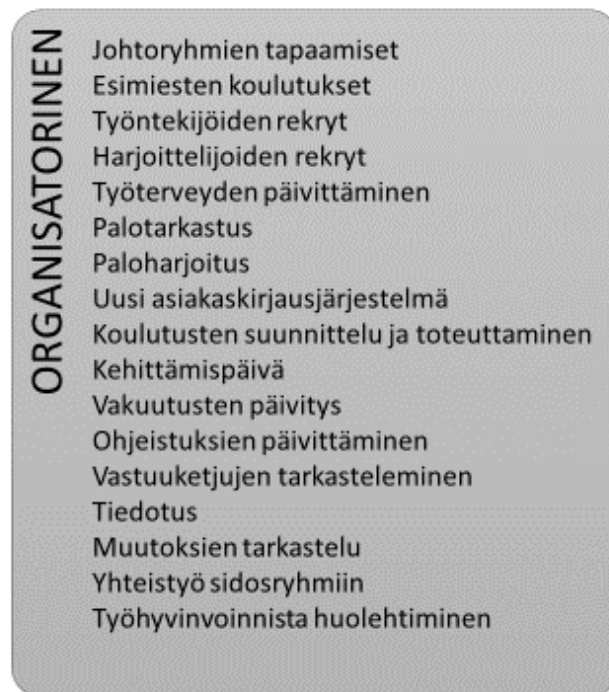 ORGANISATORINEN
Johtoryhmien tapaamiset
Esimiesten koulutukset
Työntekijöiden rekryt
Harjoittelijoiden rekryt
Työterveyden päivittäminen
Palotarkastus
Paloharjoitus
Uusi asiakaskirjausjärjestelmä
Koulutusten suunnittelu ja toteuttaminen
Kehittämispäivä
Vakuutusten päivitys
Ohjeistuksien päivittäminen
Vastuuketjujen tarkasteleminen
Tiedotus
Muutoksien tarkastelu
Yhteistyö sidosryhmiin
Työhyvinvoinnista huolehtiminen